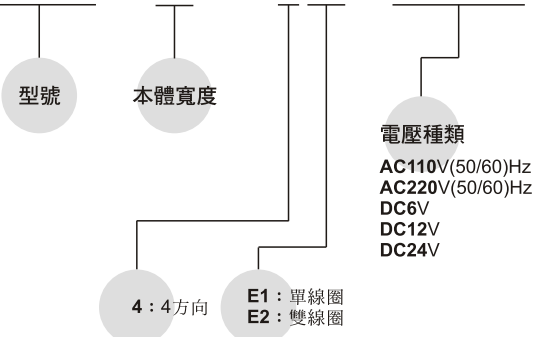 型號
本體寬度
電壓種類
AC110V(50/60)Hz
AC220V(50/60)Hz
DC6V
DC12V
DC24V
4：4方向
E1：單線圈
E2：雙線圈